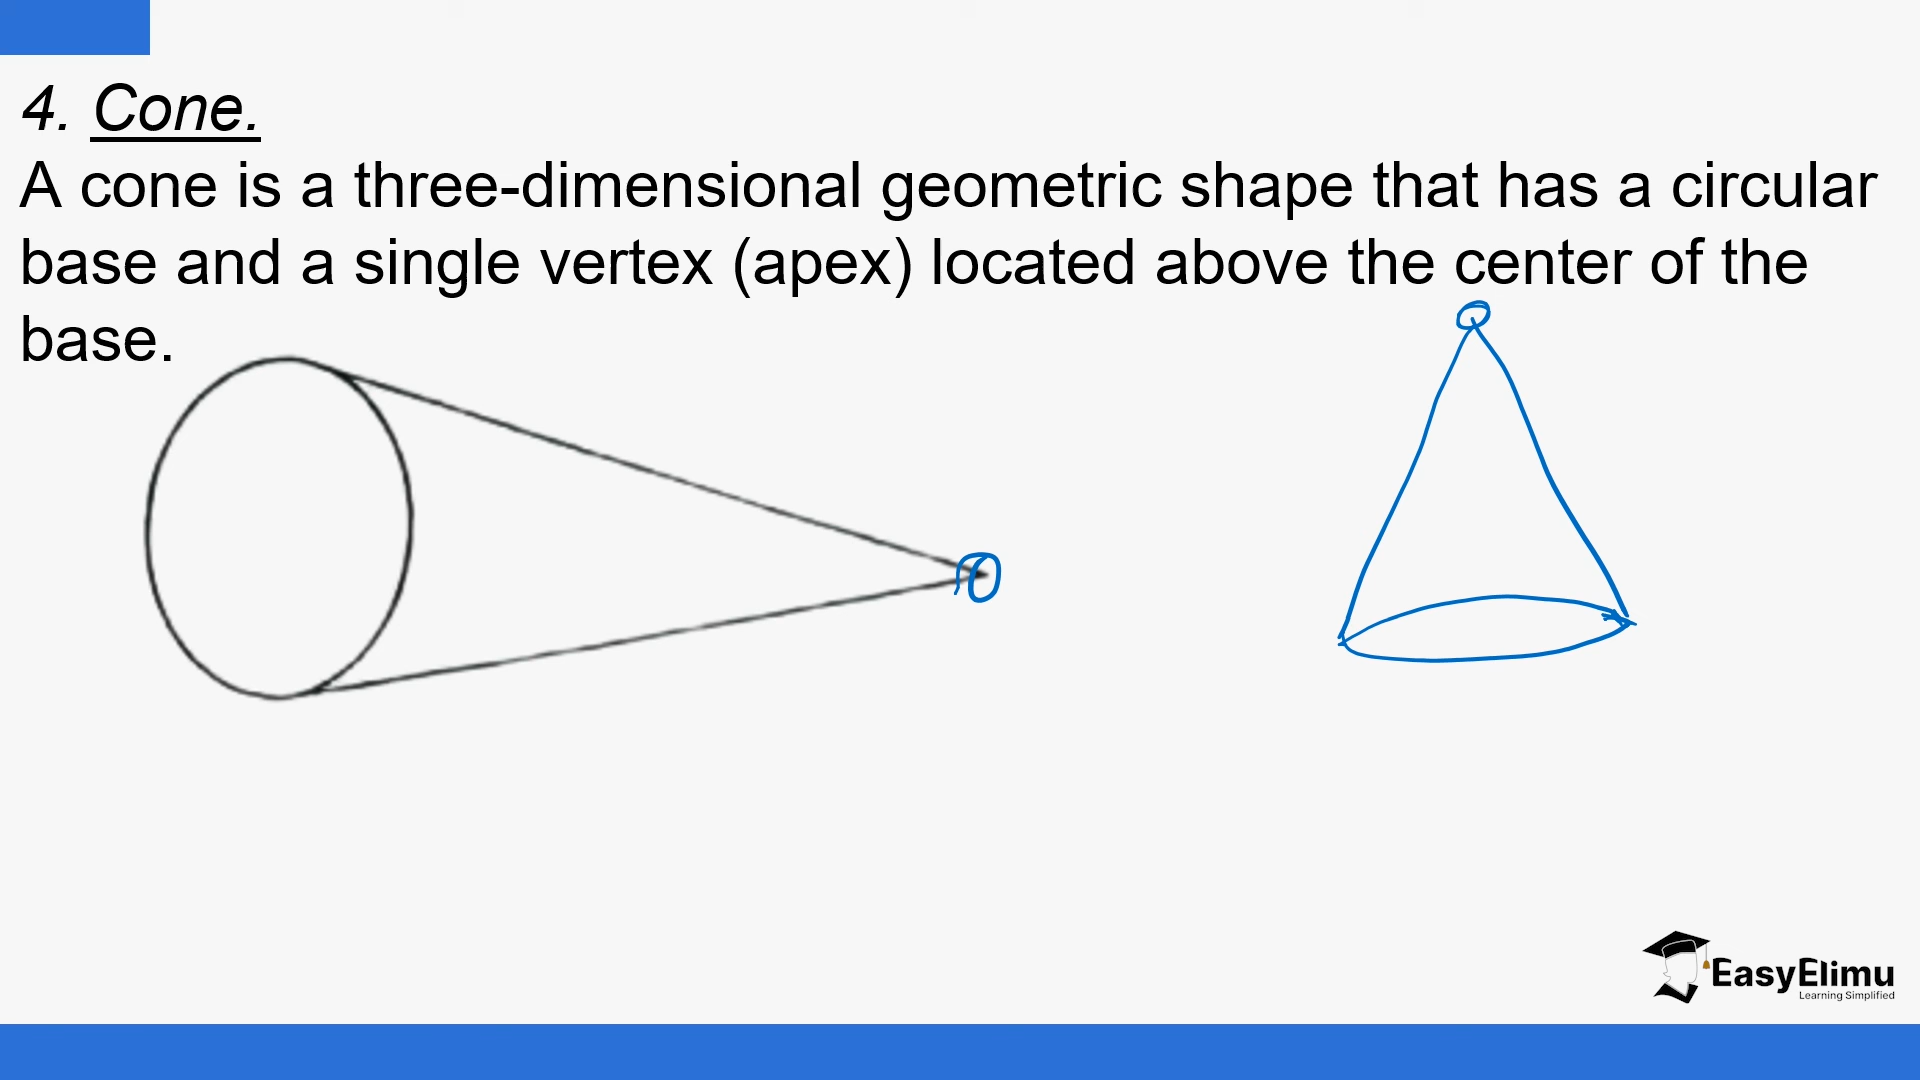 4. Cone.
A cone is a three-dimensional geometric shape that has a circular
base and a single vertex (apex) located above the center of the
base.
EasyElimu
Learning Simplified